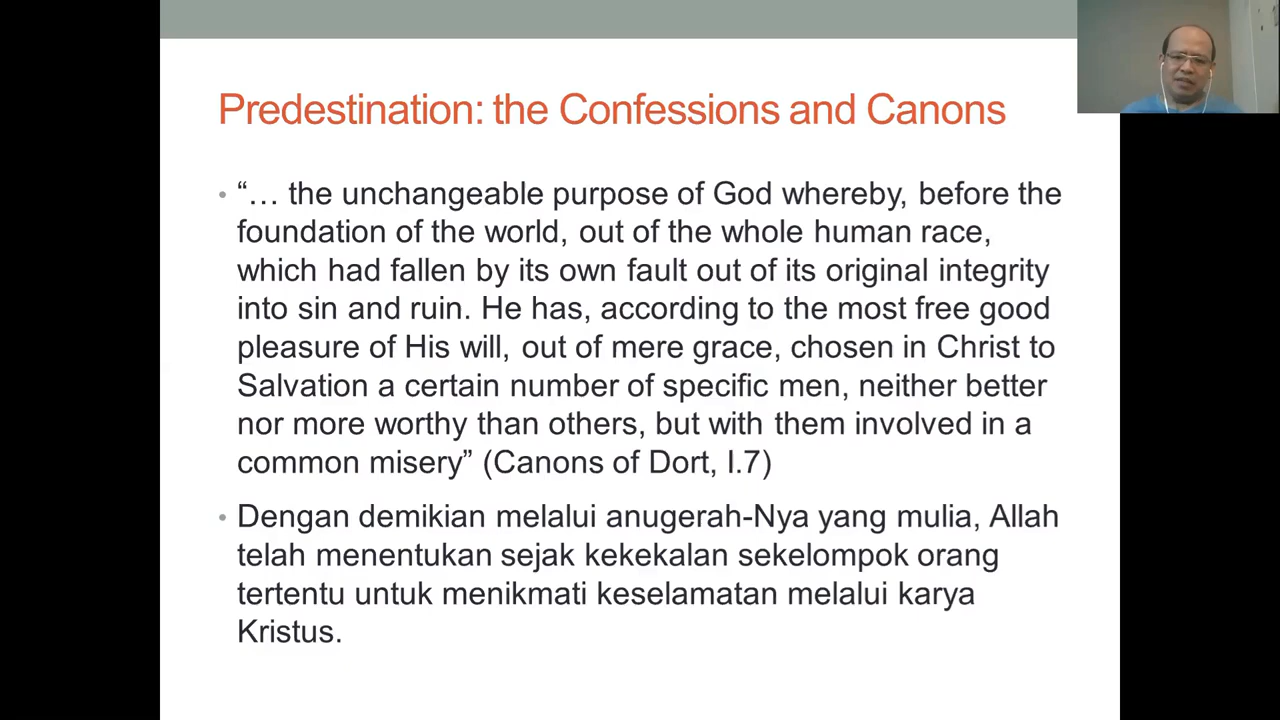 Predestination: the Confessions and Canons
• “… the unchangeable purpose of God whereby, before the
foundation of the world, out of the whole human race,
which had fallen by its own fault out of its original integrity
into sin and ruin. He has, according to the most free good
pleasure of His will, out of mere grace, chosen in Christ to
Salvation a certain number of specific men, neither better
nor more worthy than others, but with them involved in a
common misery” (Canons of Dort, I.7)
• Dengan demikian melalui anugerah-Nya yang mulia, Allah
telah menentukan sejak kekekalan sekelompok orang
tertentu untuk menikmati keselamatan melalui karya
Kristus.